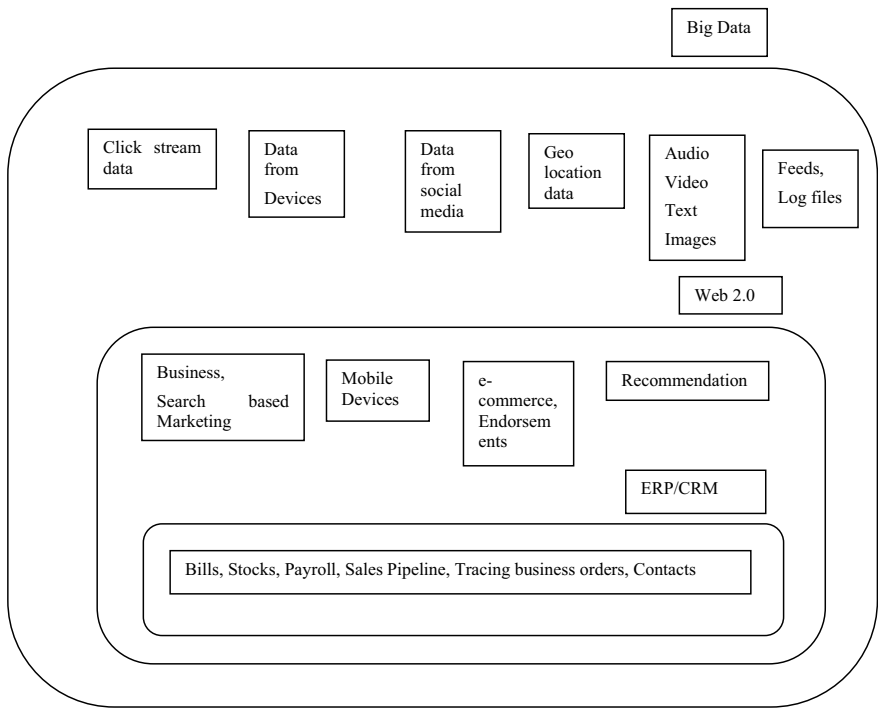 Big Data
Click stream
data
Data
from
Devices
Data
from
social
media
Geo
location
data
Audio
Video
Text
Images
Feeds,
Log files
Web 2.0
Business,
Search based
Marketing
Mobile
Devices
e-
commerce,
Endorsem
ents
Recommendation
ERP/CRM
Bills, Stocks, Payroll, Sales Pipeline, Tracing business orders, Contacts